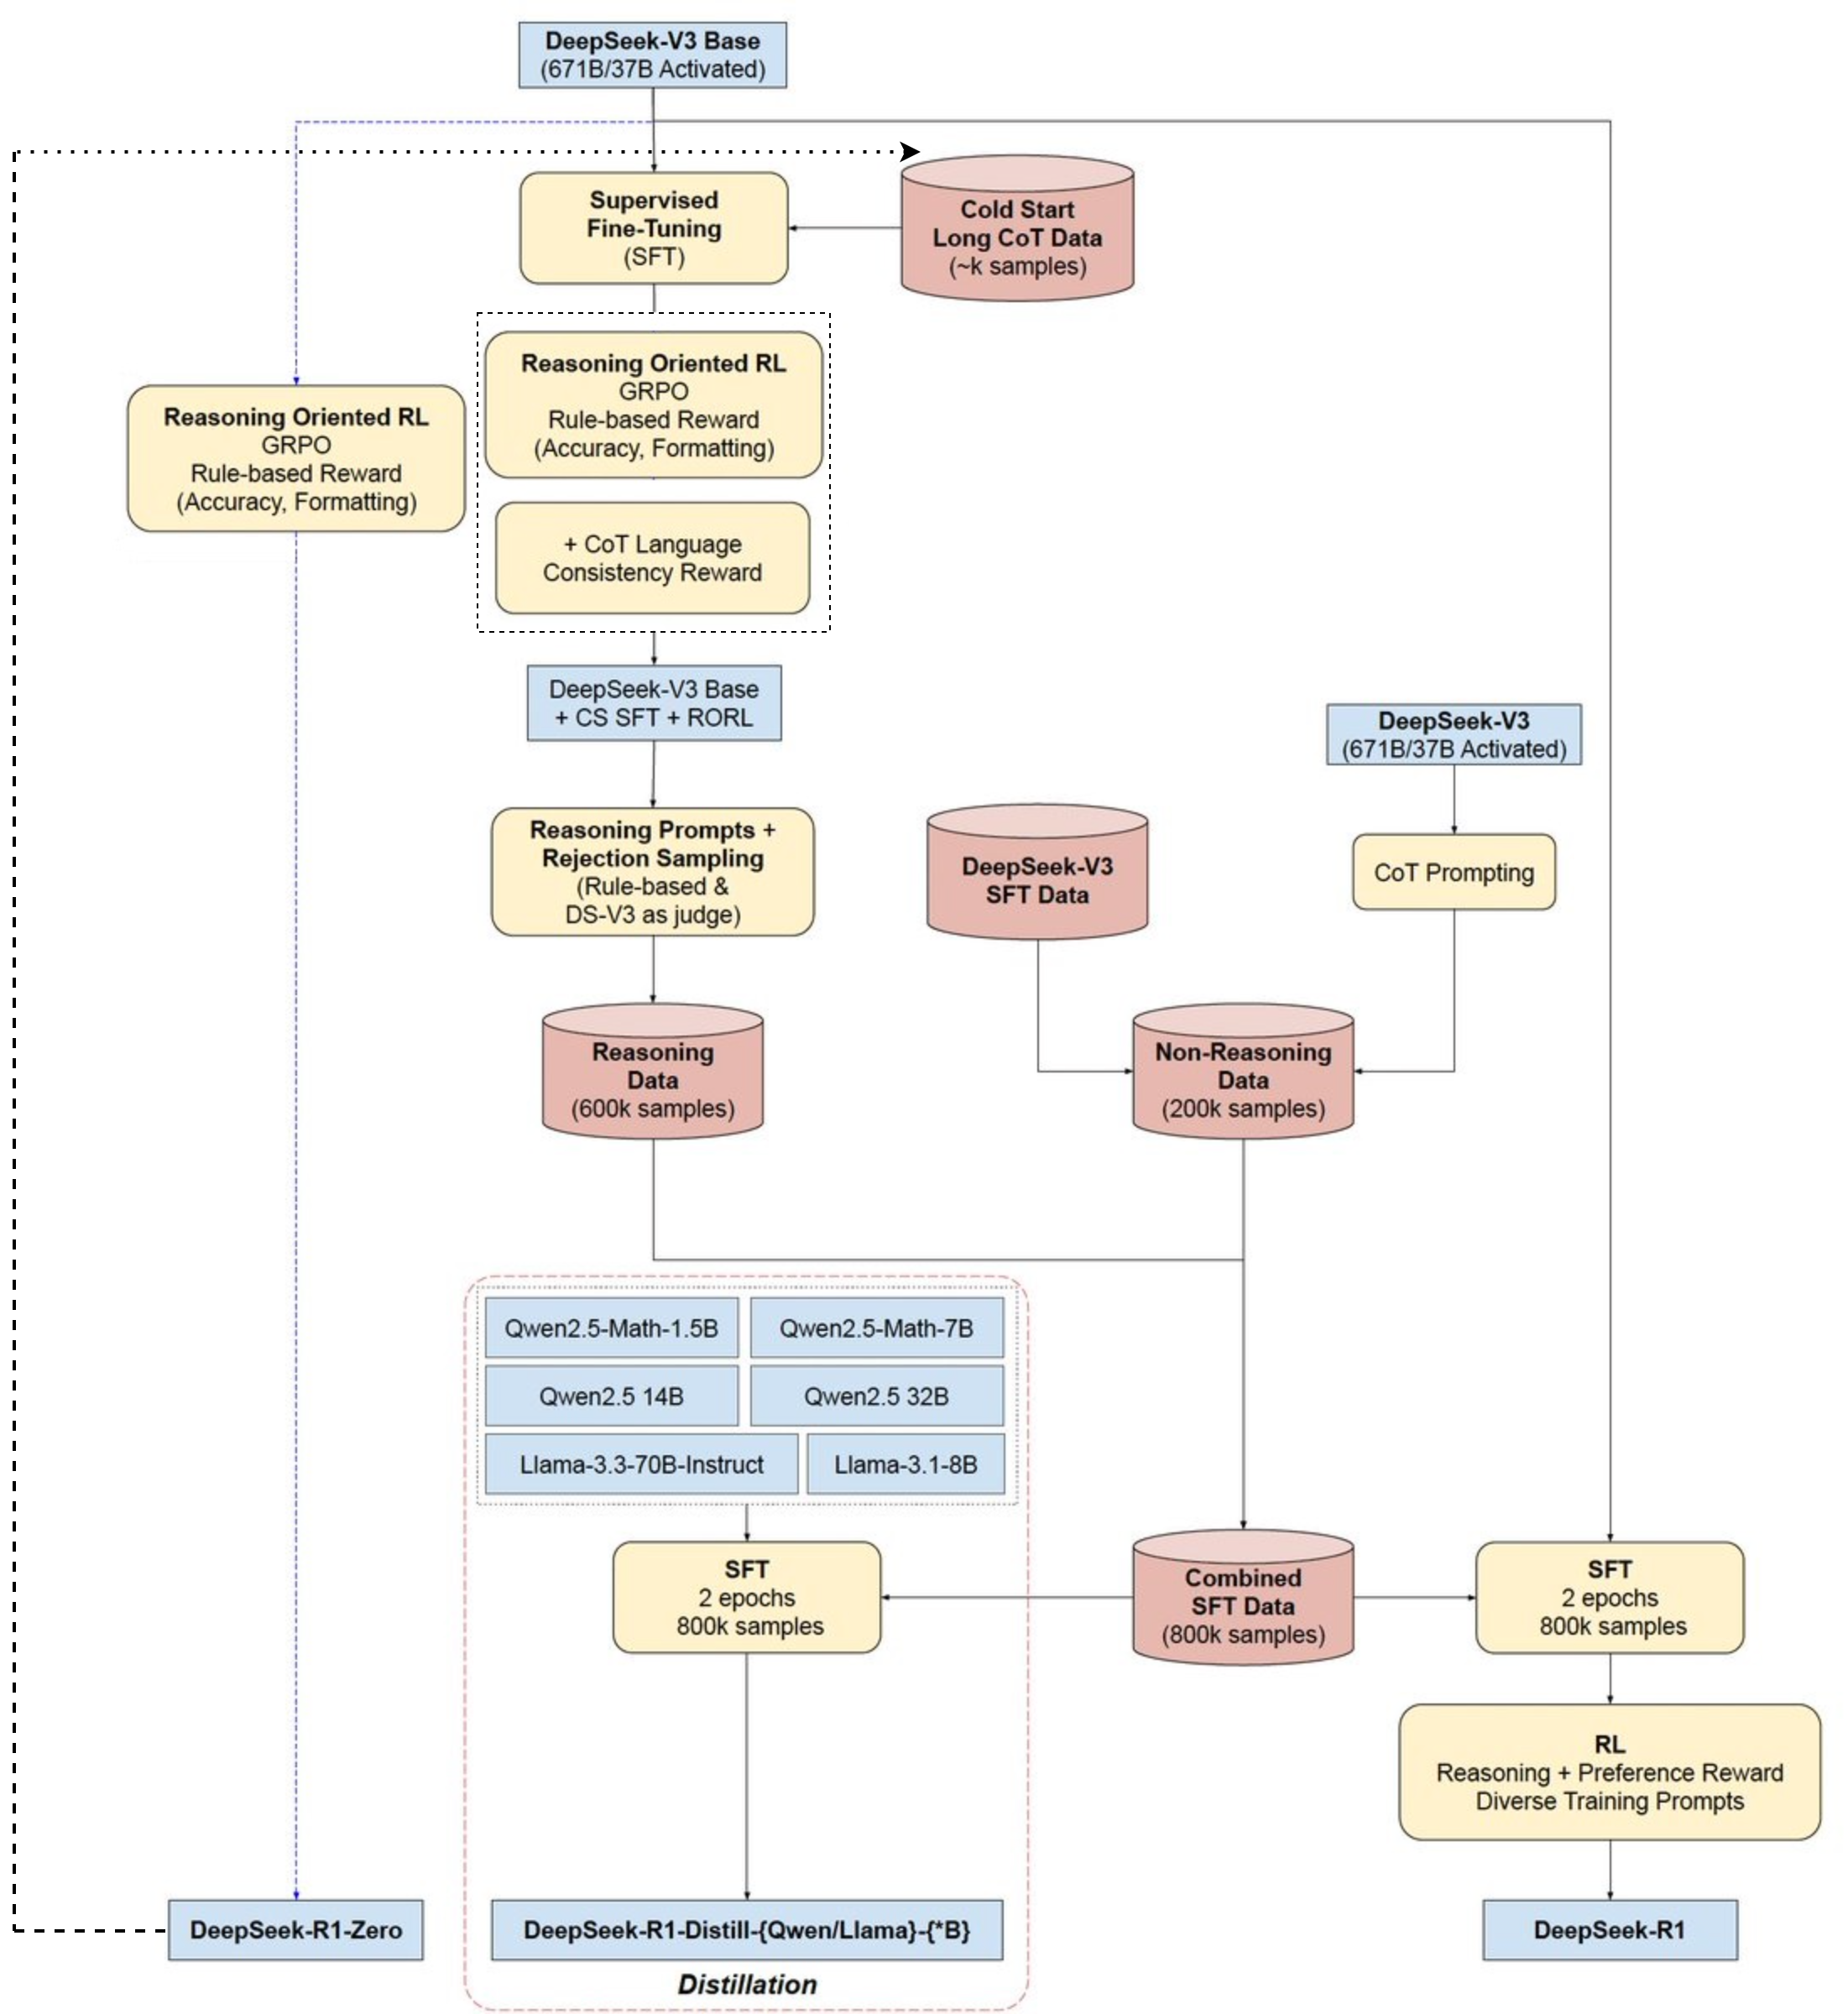 DeepSeek-V3 Base
(671B/37B Activated)
Supervised
Fine-Tuning
(SFT)
Cold Start
Long CoT Data
(~k samples)
Reasoning Oriented RL
GRPO
Rule-based Reward
(Accuracy, Formatting)
Reasoning Oriented RL
GRPO
Rule-based Reward
(Accuracy, Formatting)
+ CoT Language
Consistency Reward
DeepSeek-V3 Base
+ CS SFT + RORL
DeepSeek-V3
(671B/37B Activated)
Reasoning Prompts +
Rejection Sampling
(Rule-based &
DS-V3 as judge)
DeepSeek-V3
SFT Data
CoT Prompting
Reasoning
Data
(600k samples)
Non-Reasoning
Data
(200k samples)
Qwen2.5-Math-1.5B
Qwen2.5-Math-7B
Qwen2.5 14B
Qwen2.5 32B
Llama-3.3-70B-Instruct
Llama-3.1-8B
SFT
2 epochs
800k samples
Combined
SFT Data
(800k samples)
SFT
2 epochs
800k samples
RL
Reasoning + Preference Reward
Diverse Training Prompts
DeepSeek-R1-Zero
DeepSeek-R1-Distill-{Qwen/Llama}-{*B}
DeepSeek-R1
Distillation